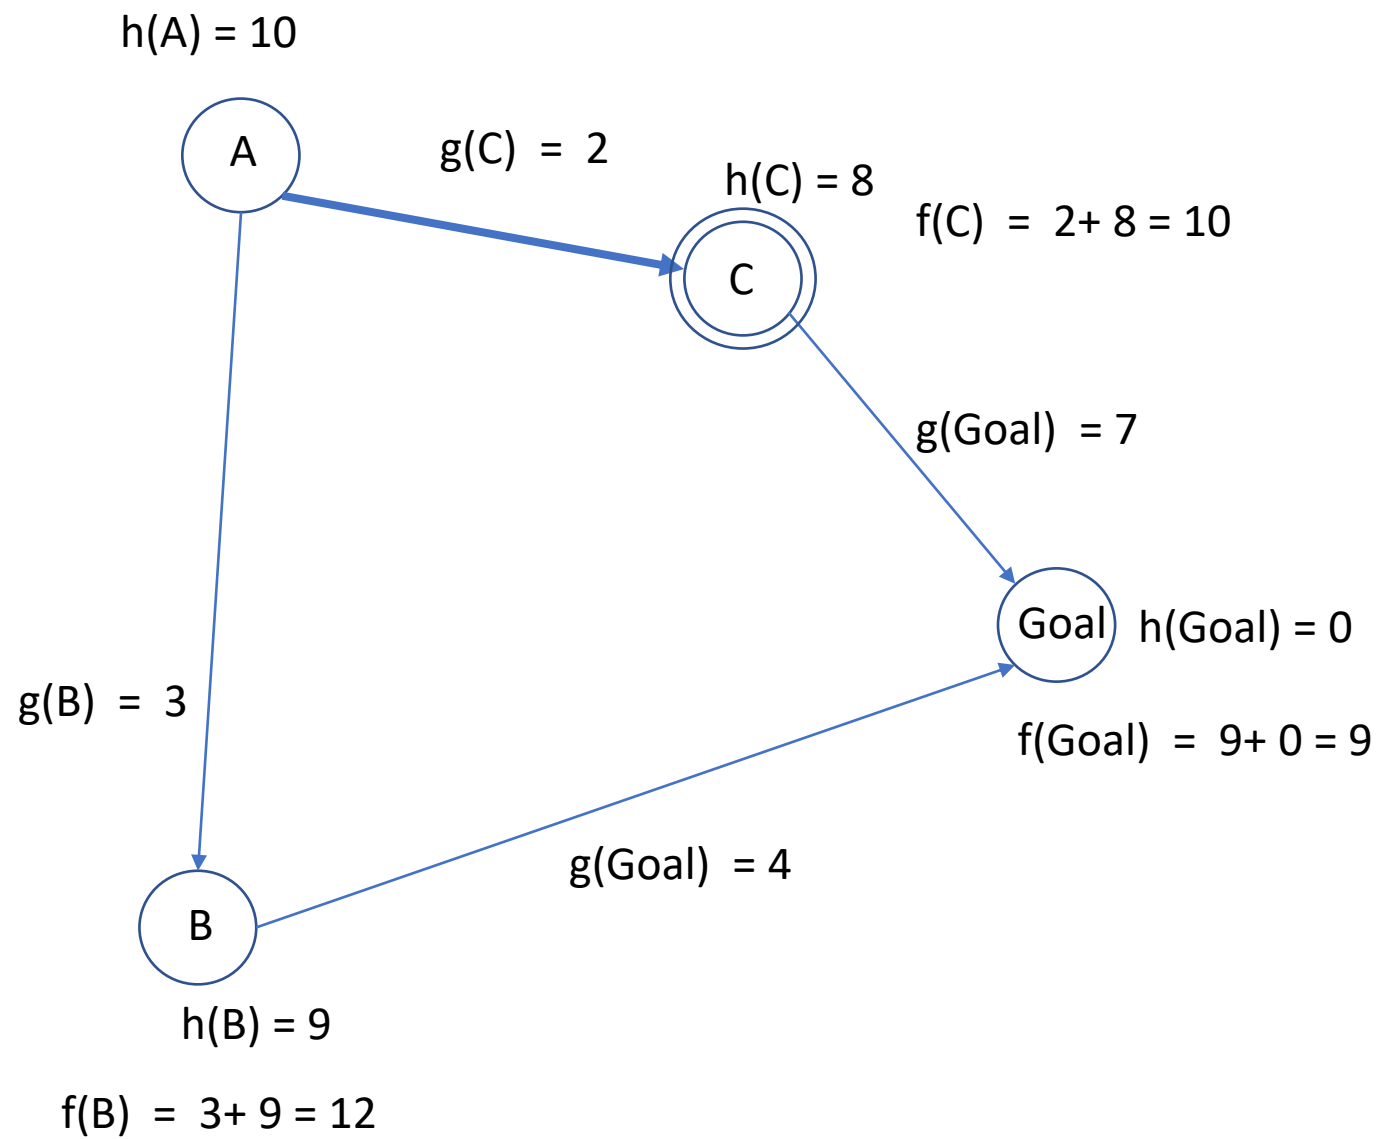 h(A) = 10
A
g(C) = 2
h(C) = 8
f(C) = 2+ 8 = 10
C
g(Goal) = 7
Goal
h(Goal) = 0
g(B) = 3
f(Goal) = 9+ 0 = 9
g(Goal) = 4
B
h(B) = 9
f(B) = 3+ 9 = 12